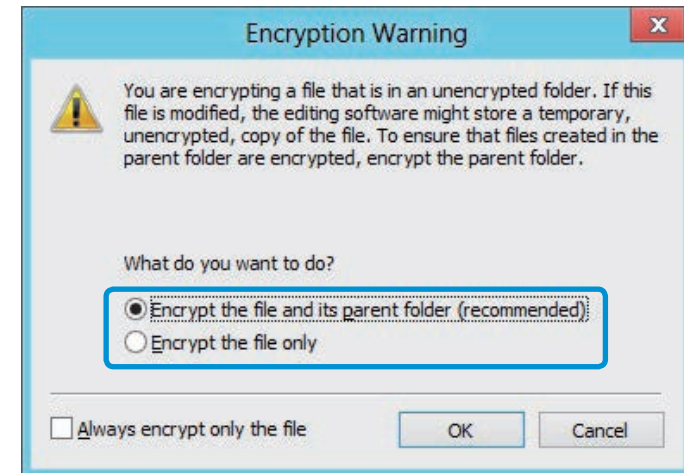 Encryption Warning
x
You are encrypting a file that is in an unencrypted folder. If this
file is modified, the editing software might store a temporary,
unencrypted, copy of the file. To ensure that files created in the
parent folder are encrypted, encrypt the parent folder.
What do you want to do?
Encrypt the file and its parent folder (recommended)
Encrypt the file only
Always encrypt only the file
OK
Cancel